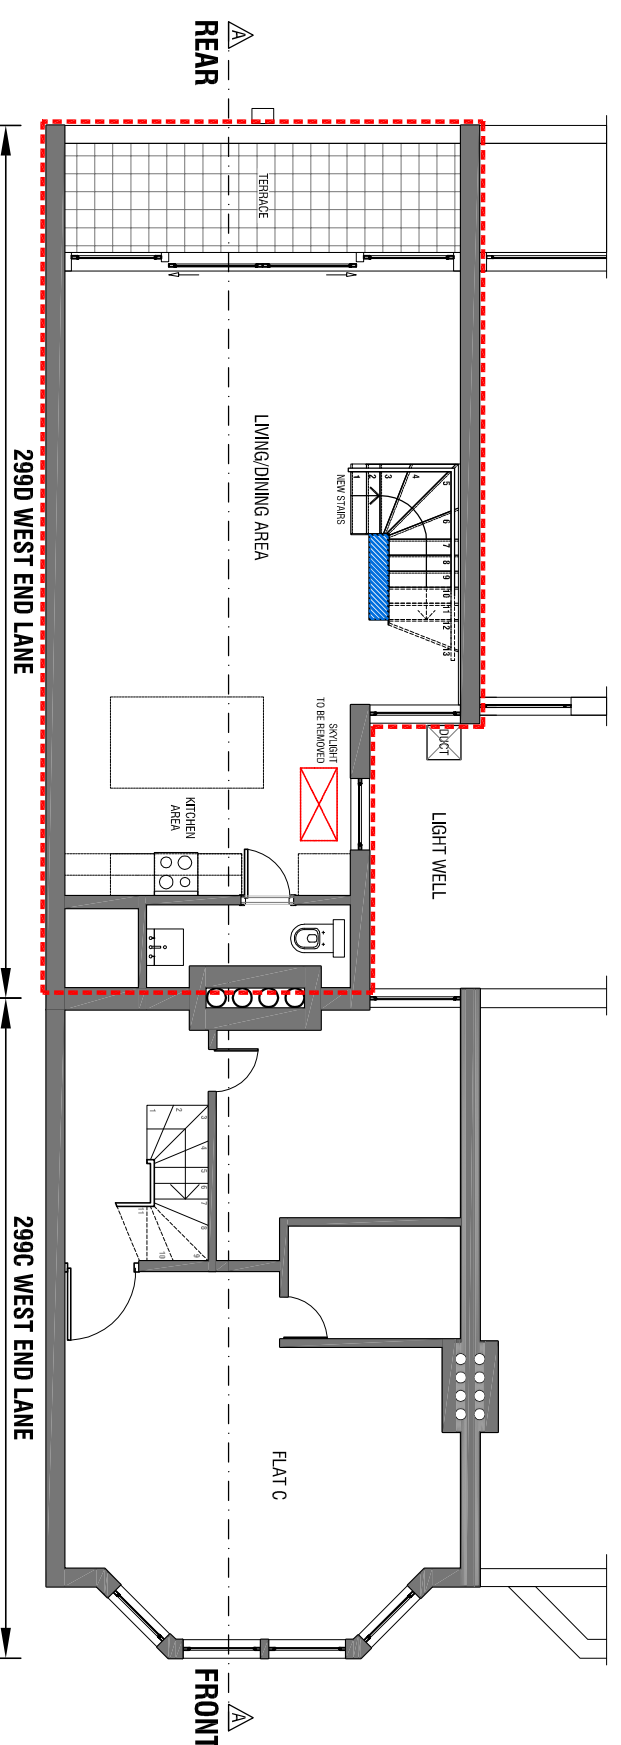 REAR
A
TERRACE
299D WEST END LANE
LIVING/DINING AREA
NEW STAIRS
1
2
3
4
5
6
7
8
9
10
11
12
13
SKYLIGHT
TO BE REMOVED
DUCT
LIGHT WELL
KITCHEN
AREA
299C WEST END LANE
1
2
3
4
5
6
7
8
9
10
11
FLAT C
FRONT
A